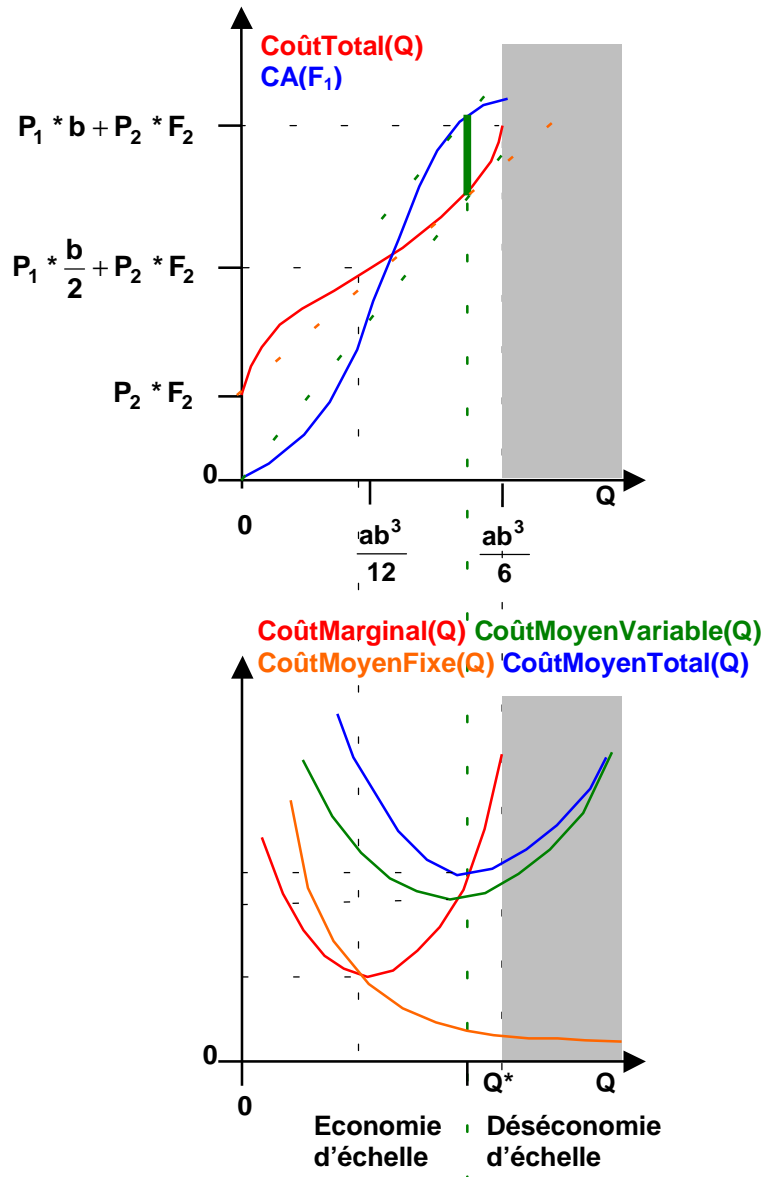 CoûtTotal(Q)
CA(F₁)
P₁ * b + P₂ * F₂
P₁ * b/2 + P₂ * F₂
P₂ * F₂
0
Q
0
ab³/12
ab³/6
CoûtMarginal(Q) CoûtMoyenVariable(Q)
CoûtMoyenFixe(Q) CoûtMoyenTotal(Q)
0
Q* Q
0
Economie d'échelle
Déséconomie d'échelle